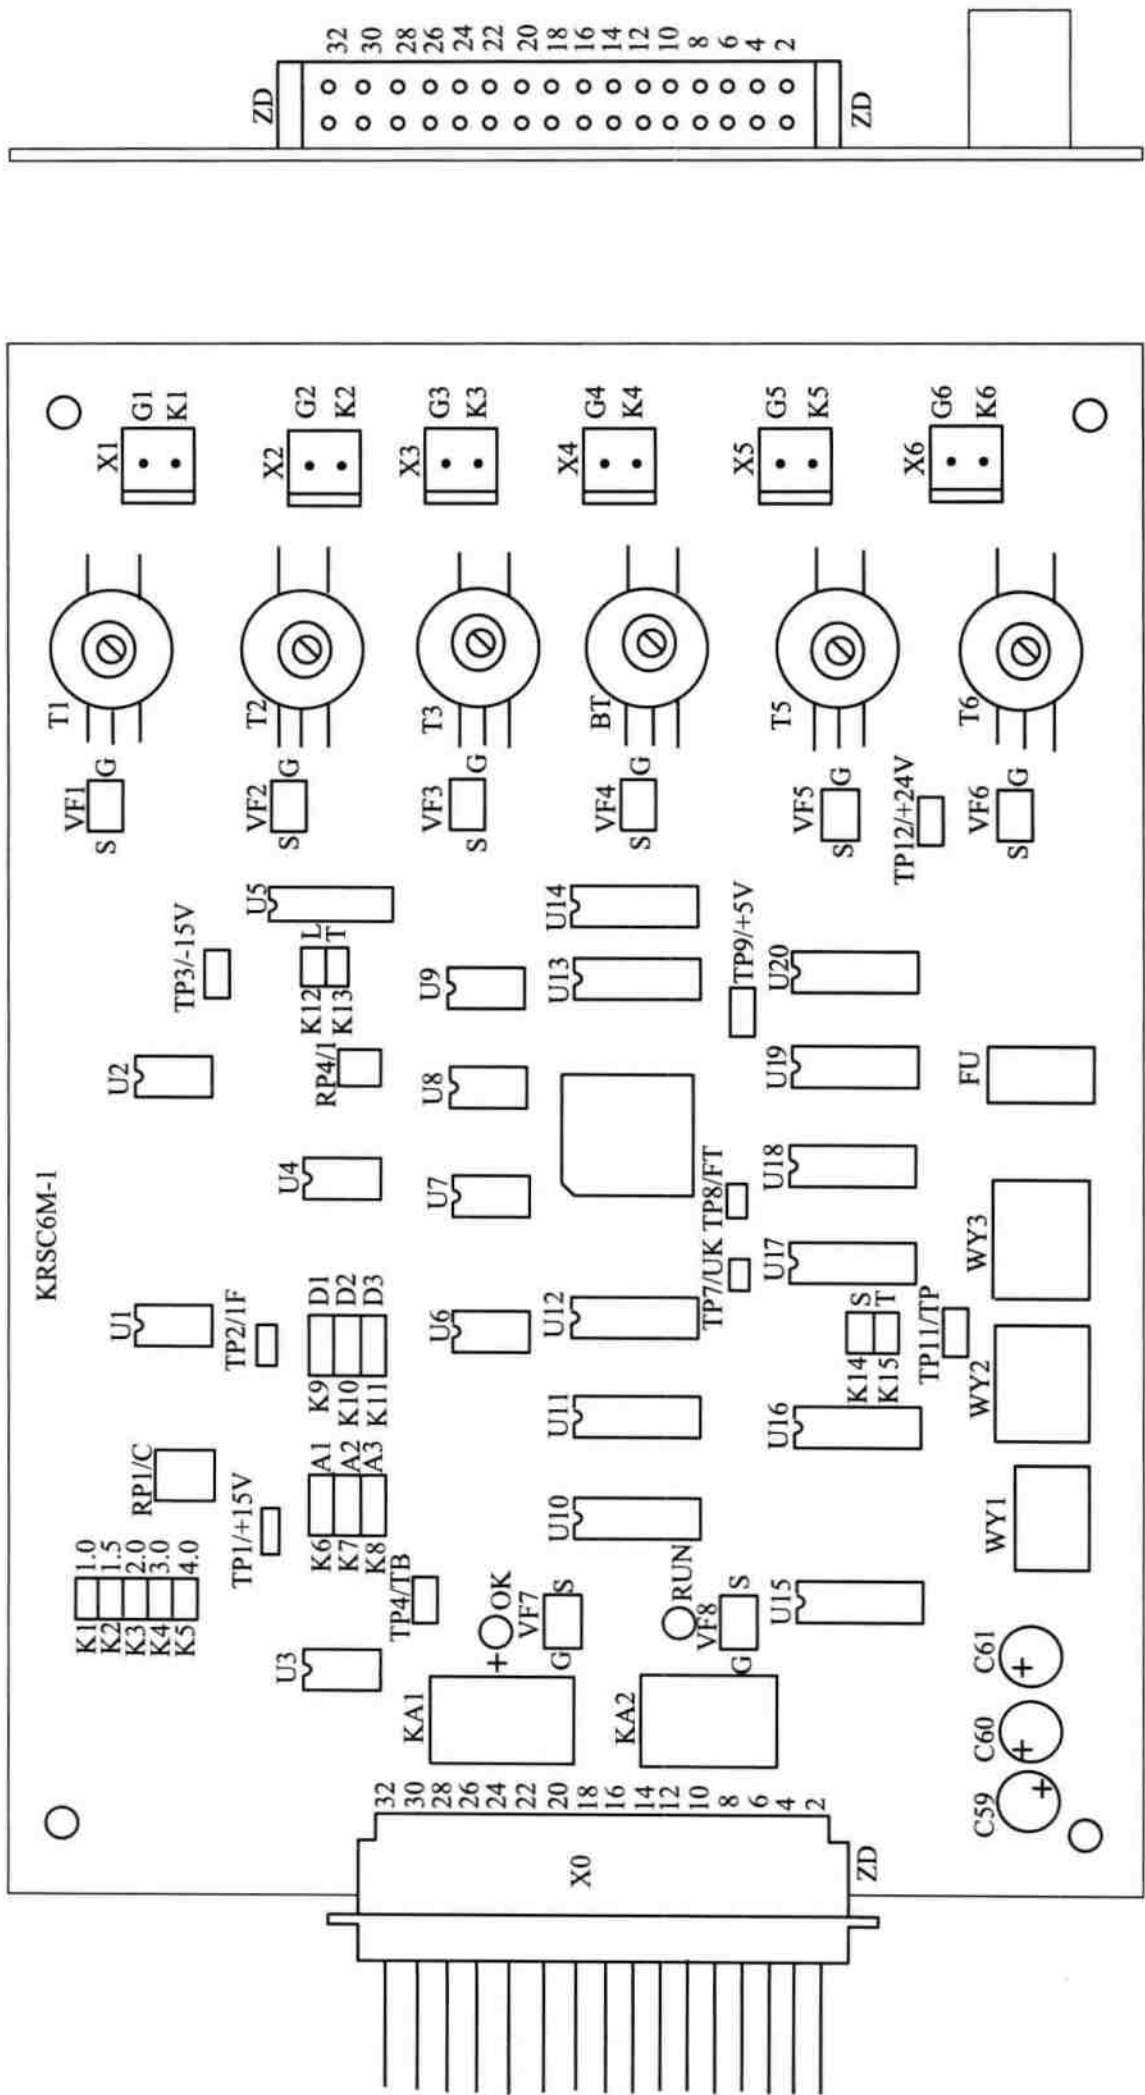 KRSC6M-1
K1 1.0
K2 1.5
K3 2.0
K4 3.0
K5 4.0
RP1/C
U1
U2
TP1/+15V
TP2/1F
TP3/-15V
U3
K6 A1
K7 A2
K8 A3
K9 D1
K10 D2
K11 D3
U4
RP4/1
K12 L
K13 T
U5
TP4/TB
KA1
+
OK
VF7
G
S
U6
U7
U8
U9
KA2
RUN
VF8
G
S
U10
U11
U12
U13
U14
TP7/UK
TP8/FT
TP9/+5V
U15
U16
K14 S
K15 T
U17
U18
U19
U20
TP11/TP
TP12/+24V
C59
+
C60
+
C61
+
WY1
WY2
WY3
FU
VF1
S
G
T1
X1
G1
K1
VF2
S
G
T2
X2
G2
K2
VF3
S
G
T3
X3
G3
K3
VF4
S
G
BT
X4
G4
K4
VF5
S
G
T5
X5
G5
K5
VF6
S
G
T6
X6
G6
K6
X0
32
30
28
26
24
22
20
18
16
14
12
10
8
6
4
2
ZD
ZD
32
30
28
26
24
22
20
18
16
14
12
10
8
6
4
2
ZD